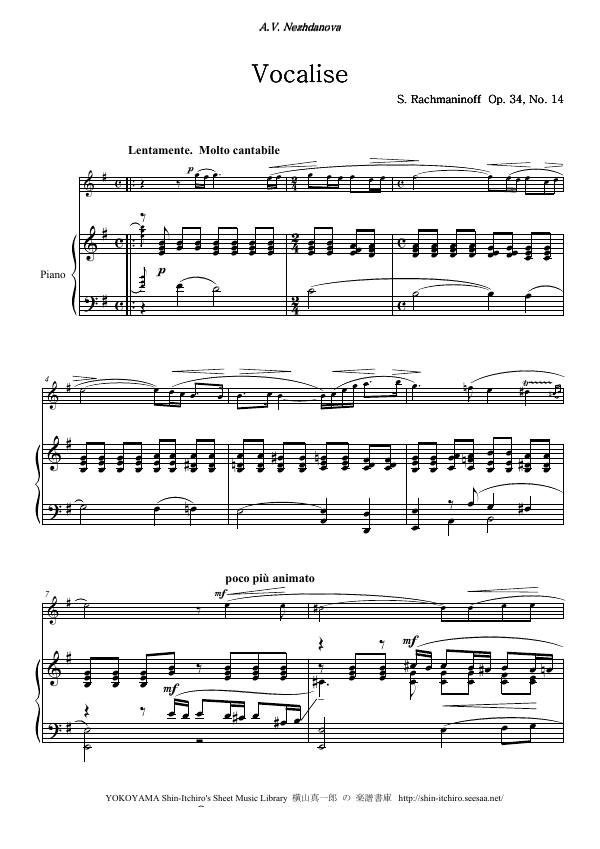 A.V. Nezhdanova
Vocalise
S. Rachmaninoff Op. 34, No. 14
Lentamente. Molto cantabile
p
Piano
p
4
poco più animato
7
mf
mf
mf
YOKOYAMA Shin-Itchiro's Sheet Music Library 横山真一郎 の 楽譜書庫 http://shin-itchiro.seesaa.net/